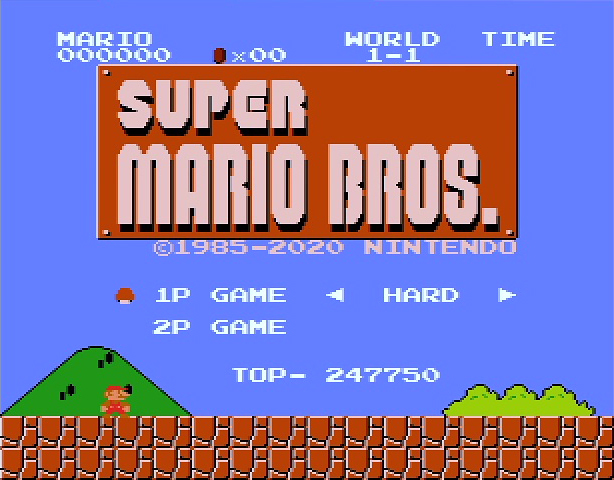 MARIO WORLD TIME
000000 ×00 1-1
SUPER
MARIO BROS.
©1985-2020 NINTENDO
1P GAME ◀ HARD ▶
2P GAME
TOP- 247750